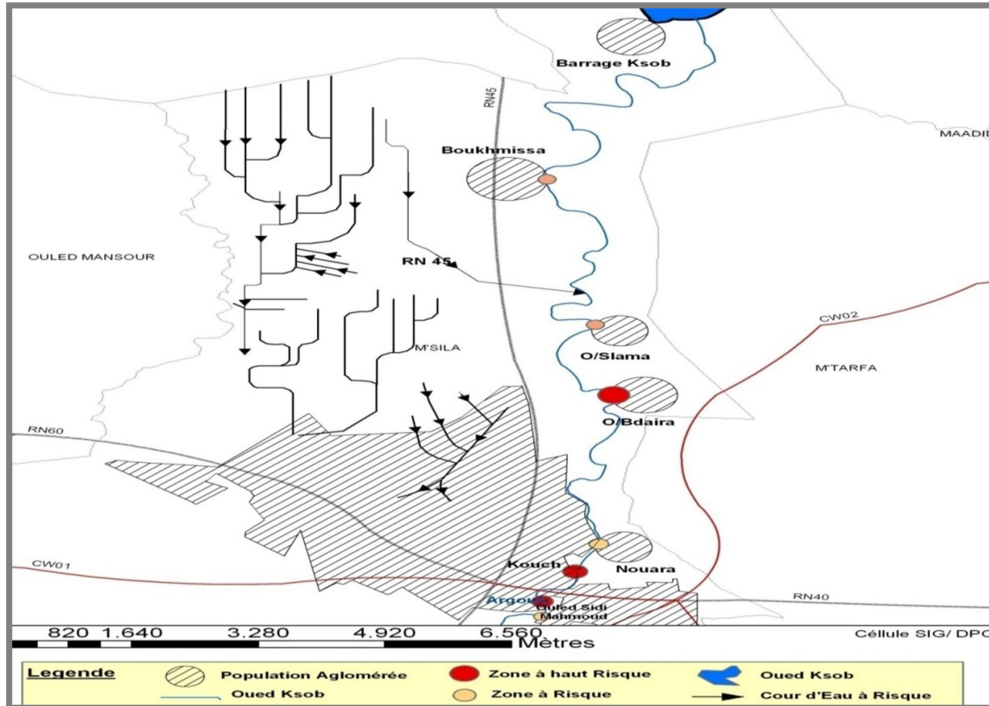 Barrage Ksob
RN45
MAADID
Boukhmissa
OULED MANSOUR
RN 45
CW02
O/Slama
M'SILA
M'TARFA
O/Bdaira
RN60
Kouch
Nouara
CW01
RN40
Ouled Sidi
Mahmoud
820 1.640 3.280 4.920 6.560
Mètres
Céllule SIG/ DPC
Legende
Population Aglomérée
Zone à haut Risque
Oued Ksob
Oued Ksob
Zone à Risque
Cour d'Eau à Risque